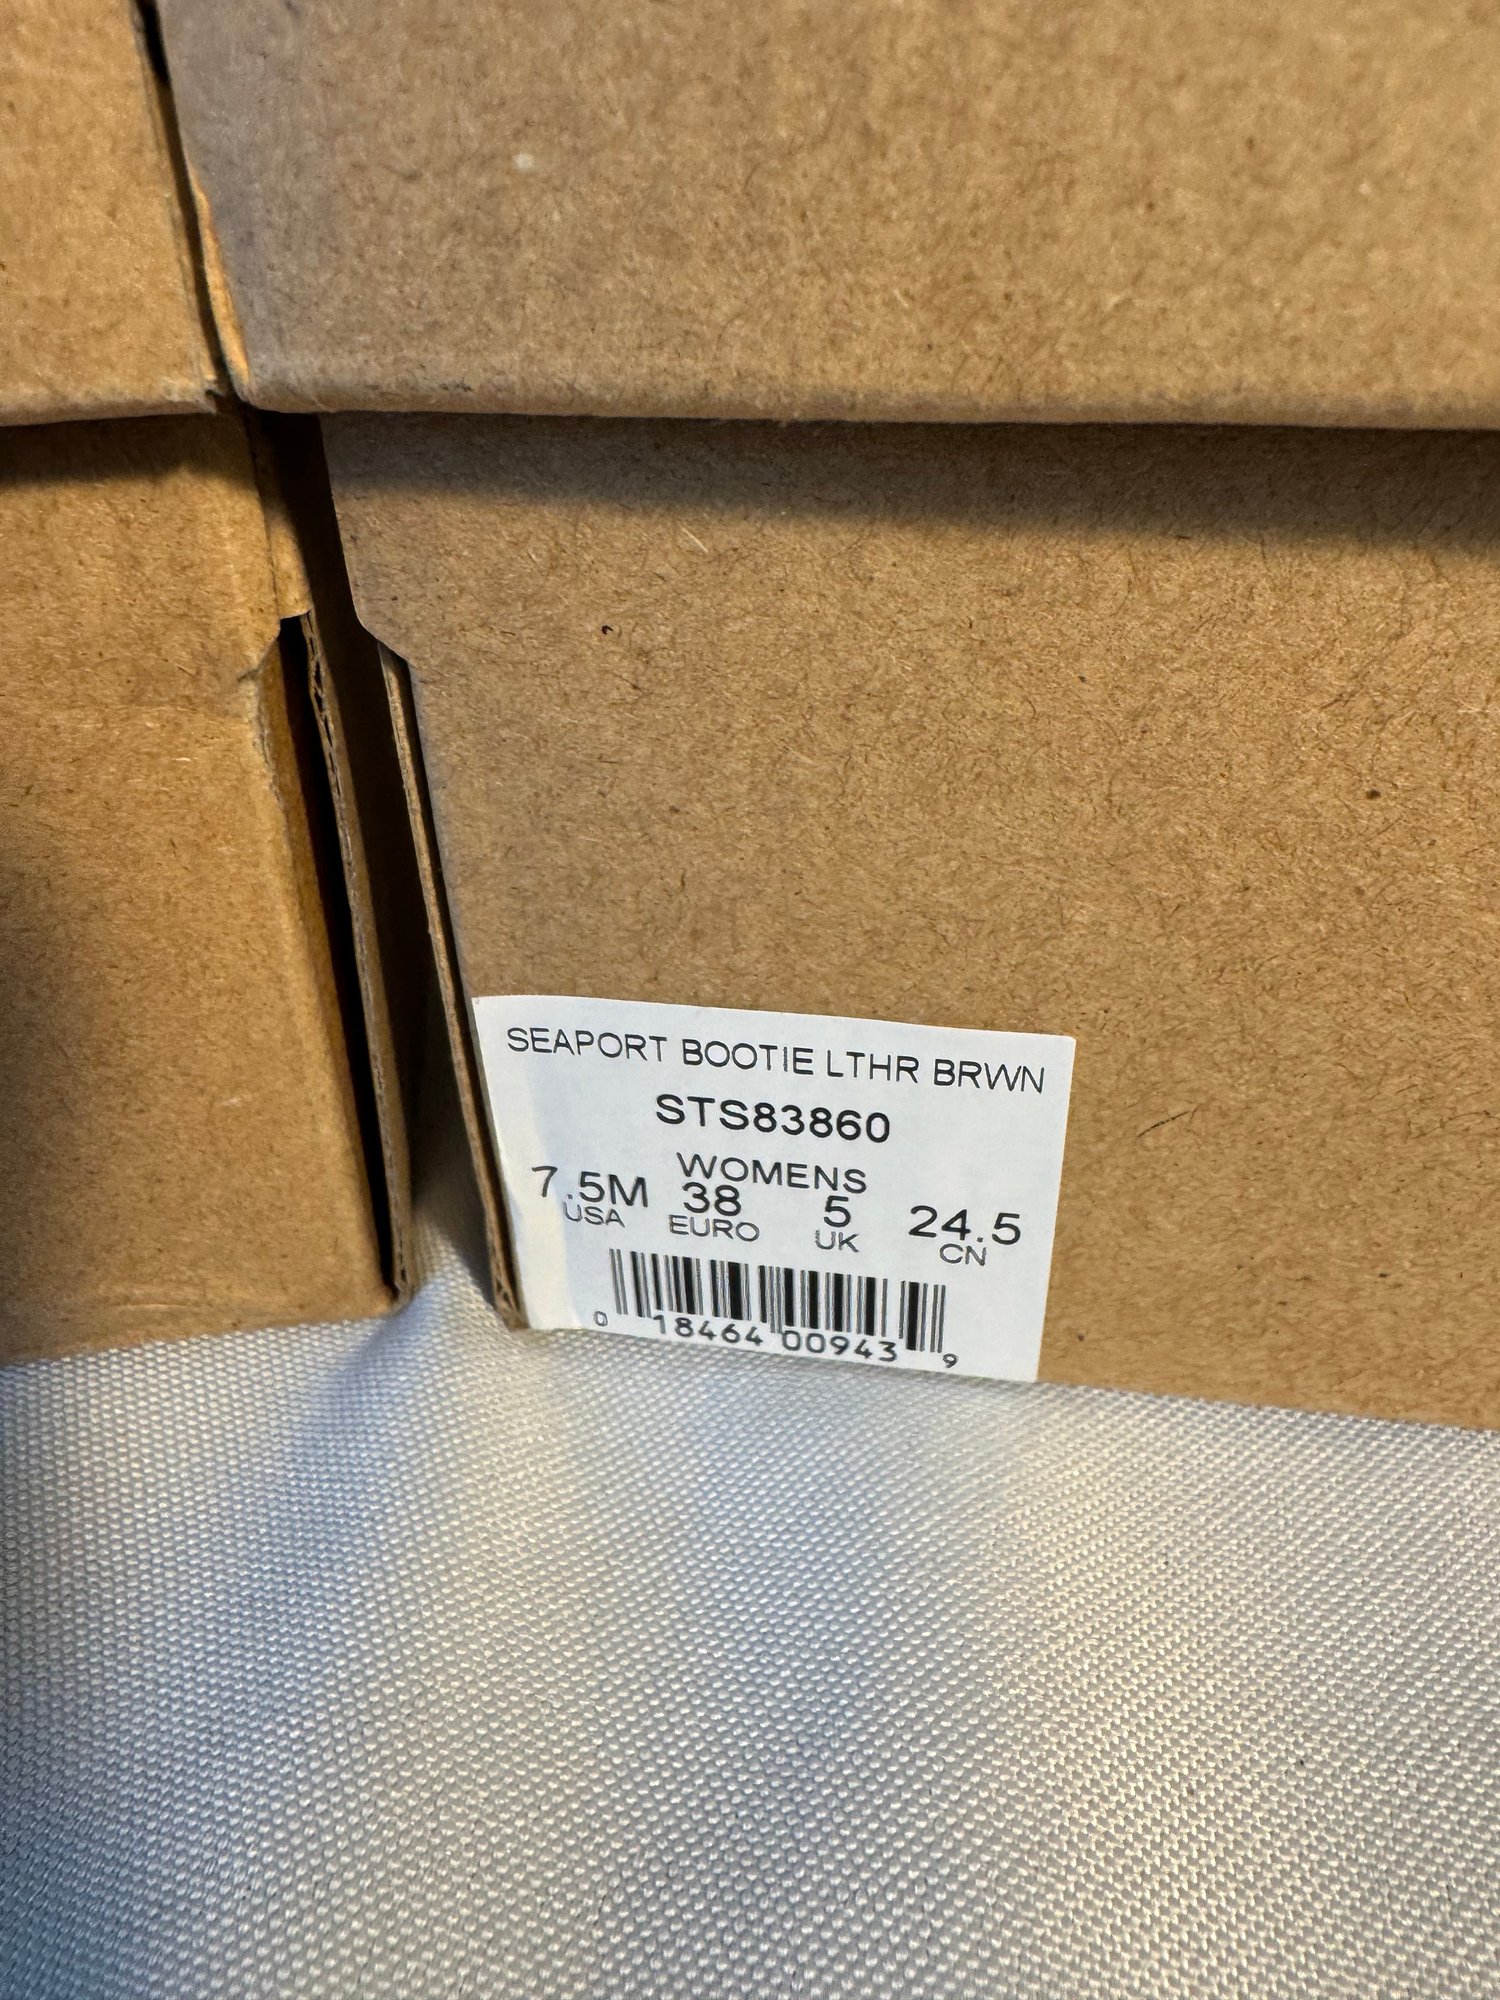 SEAPORT BOOTIE LTHR BRWN
STS83860
WOMENS
7.5M 38 5 24.5
USA EURO UK CN
0 18464 00943 9